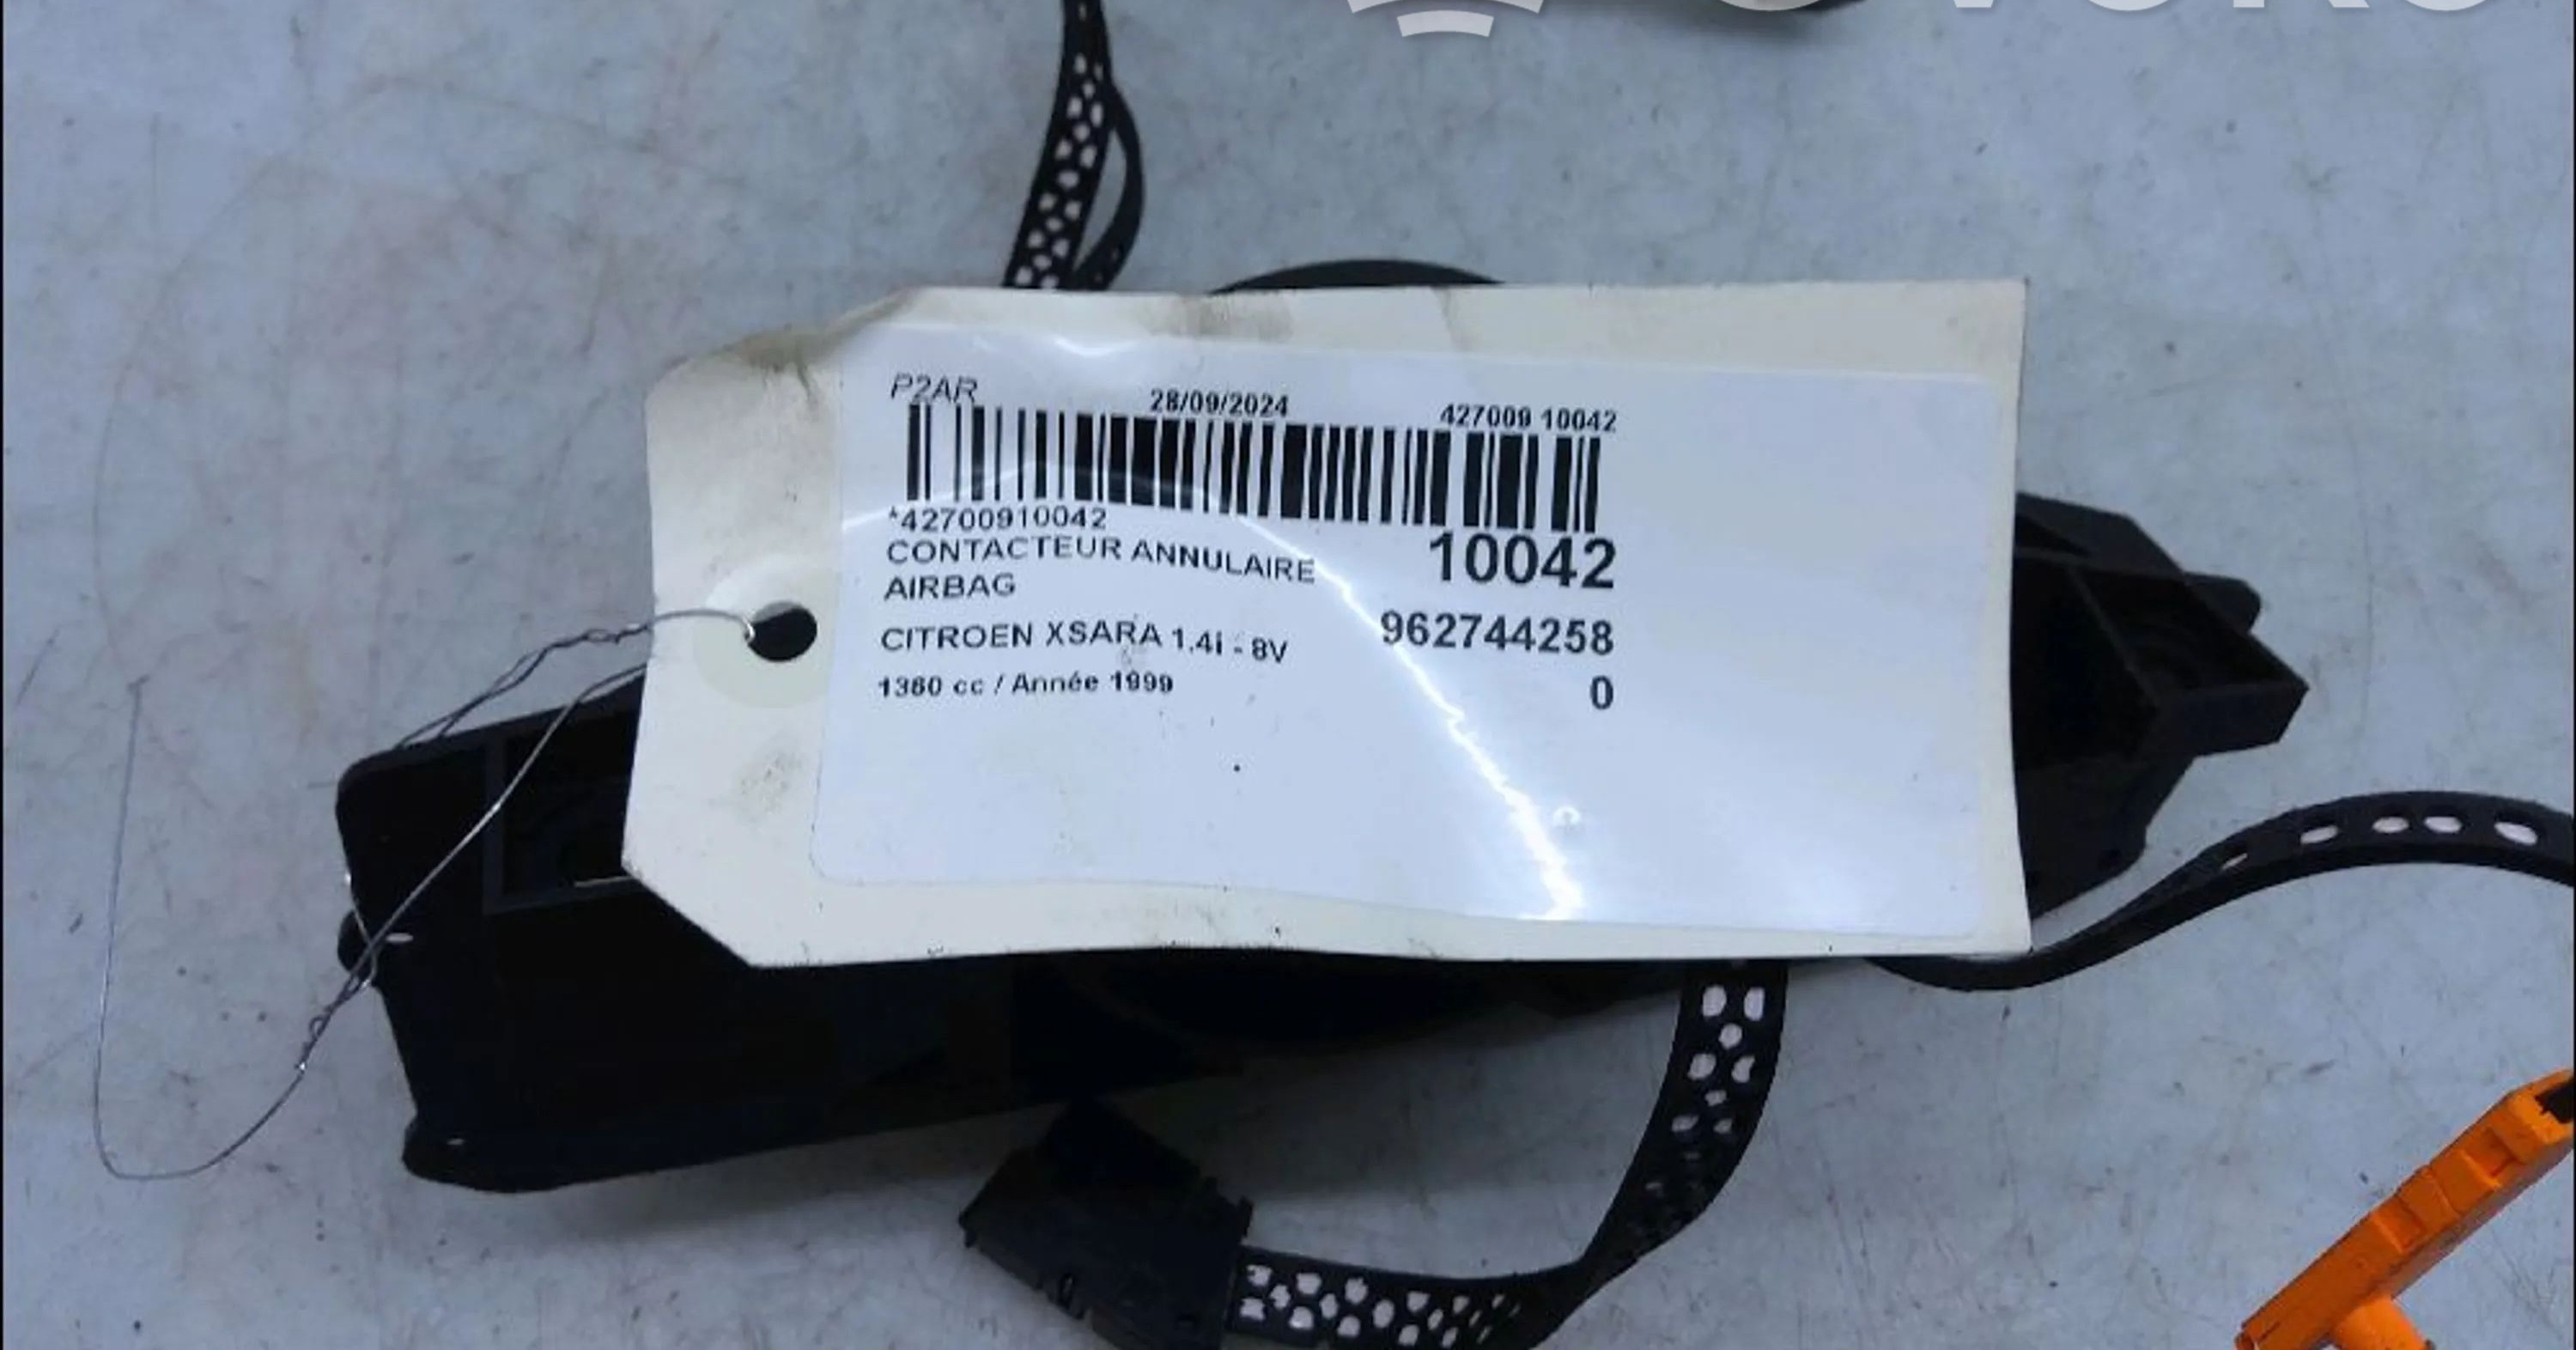 P2AR 28/09/2024 427009 10042
*42700910042
10042
CONTACTEUR ANNULAIRE
AIRBAG
CITROEN XSARA 1.4i - 8V
962744258
0
1360 cc / Année 1999